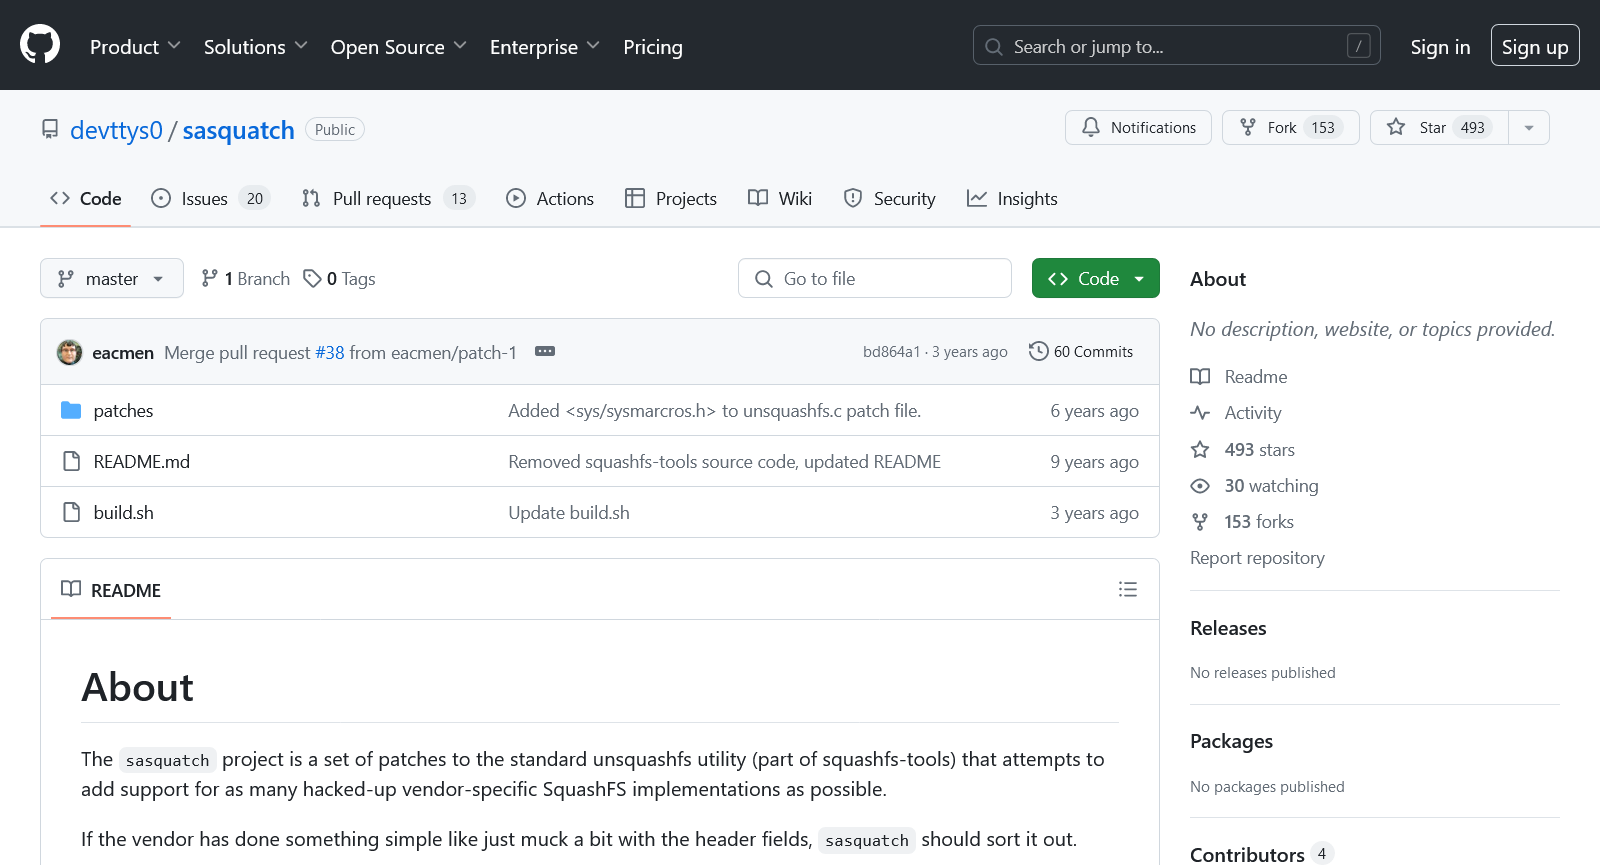 Product Solutions Open Source Enterprise Pricing Search or jump to... / Sign in Sign up
devttys0 / sasquatch Public Notifications Fork 153 Star 493
Code Issues 20 Pull requests 13 Actions Projects Wiki Security Insights
master 1 Branch 0 Tags Go to file Code
eacmen Merge pull request #38 from eacmen/patch-1 bd864a1 · 3 years ago 60 Commits
patches Added <sys/sysmarcros.h> to unsquashfs.c patch file. 6 years ago
README.md Removed squashfs-tools source code, updated README 9 years ago
build.sh Update build.sh 3 years ago
README
About
The sasquatch project is a set of patches to the standard unsquashfs utility (part of squashfs-tools) that attempts to
add support for as many hacked-up vendor-specific SquashFS implementations as possible.
If the vendor has done something simple like just muck a bit with the header fields, sasquatch should sort it out.
About
No description, website, or topics provided.
Readme
Activity
493 stars
30 watching
153 forks
Report repository
Releases
No releases published
Packages
No packages published
Contributors 4